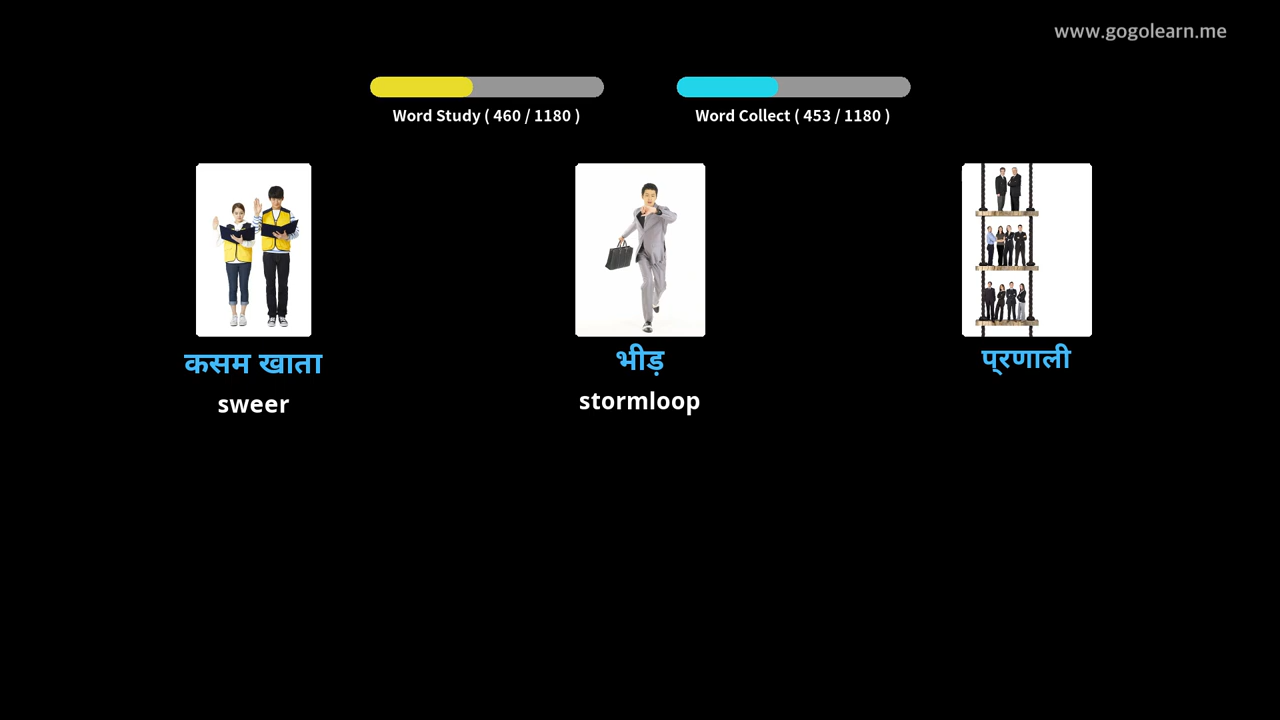 www.gogolearn.me
Word Study ( 460 / 1180 )
Word Collect ( 453 / 1180 )
कसम खाता
भीड़
प्रणाली
sweer
stormloop